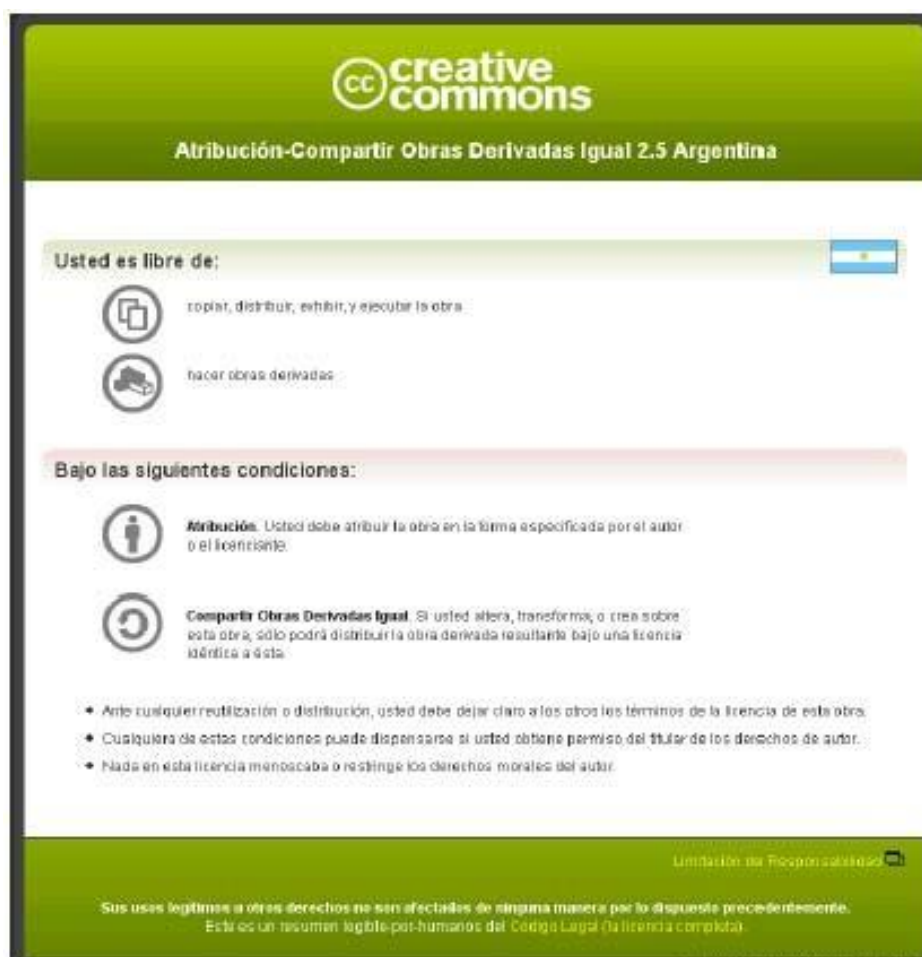 cc creative
commons
Atribución-Compartir Obras Derivadas Igual 2.5 Argentina
Usted es libre de:
copiar, distribuir, exhibir, y ejecutar la obra
hacer obras derivadas
Bajo las siguientes condiciones:
Atribución. Usted debe atribuir la obra en la forma especificada por el autor
o el licenciante.
Compartir Obras Derivadas Igual. Si usted altera, transforma, o crea sobre
esta obra, sólo podrá distribuir la obra derivada resultante bajo una licencia
idéntica a ésta.
Ante cualquier reutilización o distribución, usted debe dejar claro a los otros los términos de la licencia de esta obra.
Cualquiera de estas condiciones puede dispensarse si usted obtiene permiso del titular de los derechos de autor.
Nada en esta licencia menoscaba o restringe los derechos morales del autor.
Limitación de Responsabilidad
Sus usos legítimos u otros derechos no son afectados de ninguna manera por lo dispuesto precedentemente.
Este es un resumen legible-por-humanos del Código Legal (la licencia completa).